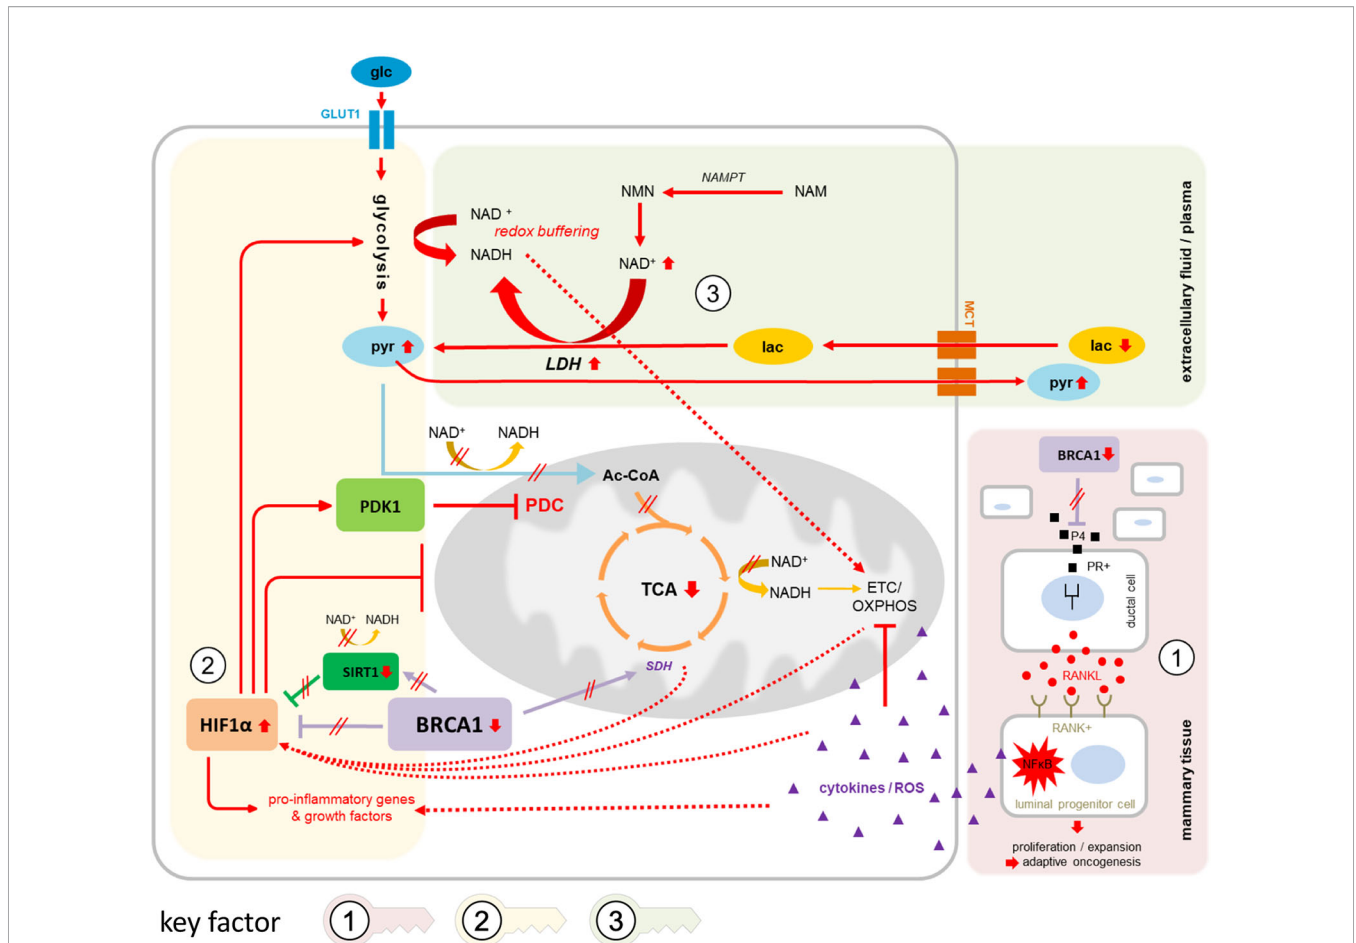 glc
GLUT1
glycolysis
NAD +
redox buffering
NADH
NMN
NAMPT
NAM
NAD+
3
MCT
extracellulary fluid / plasma
pyr
LDH
lac
lac
pyr
NAD+
NADH
Ac-CoA
PDK1
PDC
TCA
NAD+
NADH
ETC/
OXPHOS
NAD+
NADH
2
SIRT1
SDH
HIF1α
BRCA1
pro-inflammatory genes
& growth factors
cytokines / ROS
BRCA1
P4
PR+
ductal cell
1
RANKL
RANK+
NFκB
luminal progenitor cell
mammary tissue
proliferation / expansion
adaptive oncogenesis
key factor
1
2
3